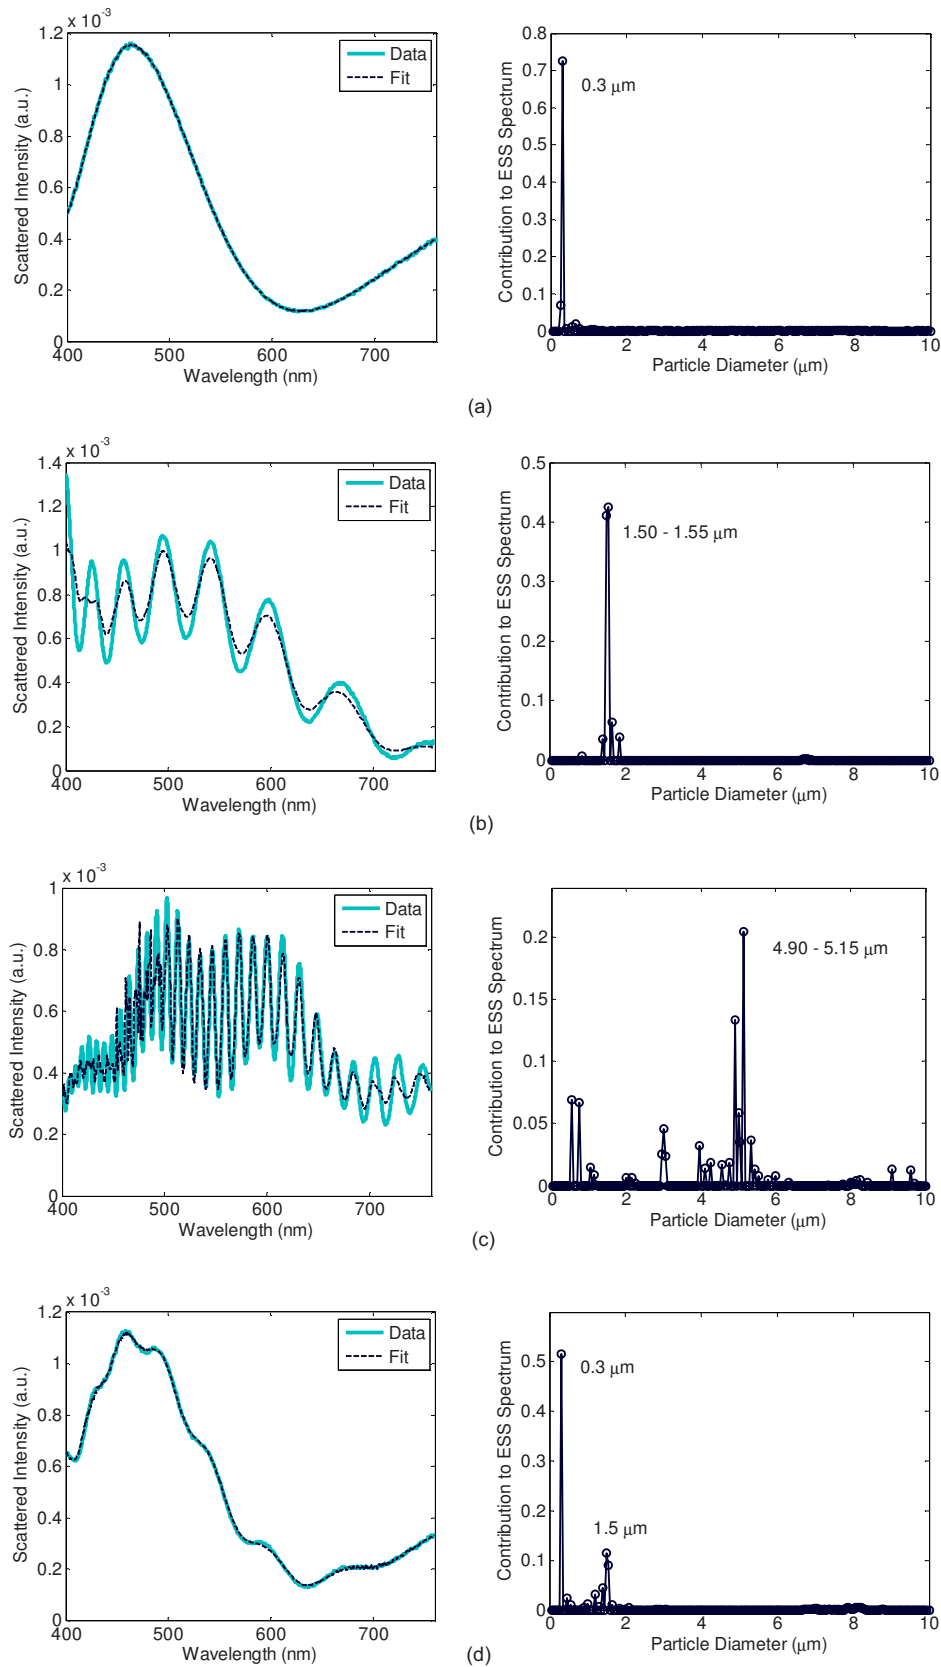 x 10-3
1.2
1
0.8
0.6
0.4
0.2
0
400 500 600 700
Scattered Intensity (a.u.)
Wavelength (nm)
Data
Fit
0.8
0.7
0.6
0.5
0.4
0.3
0.2
0.1
0
0 2 4 6 8 10
Contribution to ESS Spectrum
Particle Diameter (μm)
0.3 μm
(a)
x 10-3
1.4
1.2
1
0.8
0.6
0.4
0.2
0
400 500 600 700
Scattered Intensity (a.u.)
Wavelength (nm)
Data
Fit
0.5
0.4
0.3
0.2
0.1
0
0 2 4 6 8 10
Contribution to ESS Spectrum
Particle Diameter (μm)
1.50 - 1.55 μm
(b)
x 10-3
1
0.8
0.6
0.4
0.2
0
400 500 600 700
Scattered Intensity (a.u.)
Wavelength (nm)
Data
Fit
0.2
0.15
0.1
0.05
0
0 2 4 6 8 10
Contribution to ESS Spectrum
Particle Diameter (μm)
4.90 - 5.15 μm
(c)
x 10-3
1.2
1
0.8
0.6
0.4
0.2
0
400 500 600 700
Scattered Intensity (a.u.)
Wavelength (nm)
Data
Fit
0.5
0.4
0.3
0.2
0.1
0
0 2 4 6 8 10
Contribution to ESS Spectrum
Particle Diameter (μm)
0.3 μm
1.5 μm
(d)